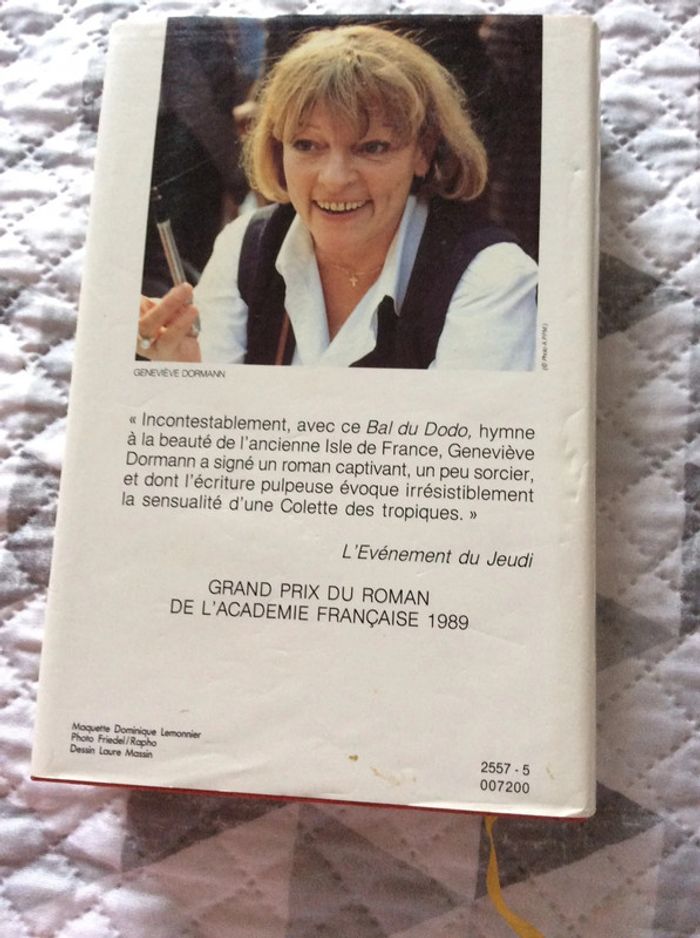 GENEVIÈVE DORMANN
« Incontestablement, avec ce Bal du Dodo, hymne
à la beauté de l'ancienne Isle de France, Geneviève
Dormann a signé un roman captivant, un peu sorcier,
et dont l'écriture pulpeuse évoque irrésistiblement
la sensualité d'une Colette des tropiques. »
L'Evénement du Jeudi
GRAND PRIX DU ROMAN
DE L'ACADEMIE FRANÇAISE 1989
Maquette Dominique Lemonnier
Photo Friedel/Rapho
Dessin Laure Massin
2557 - 5
007200